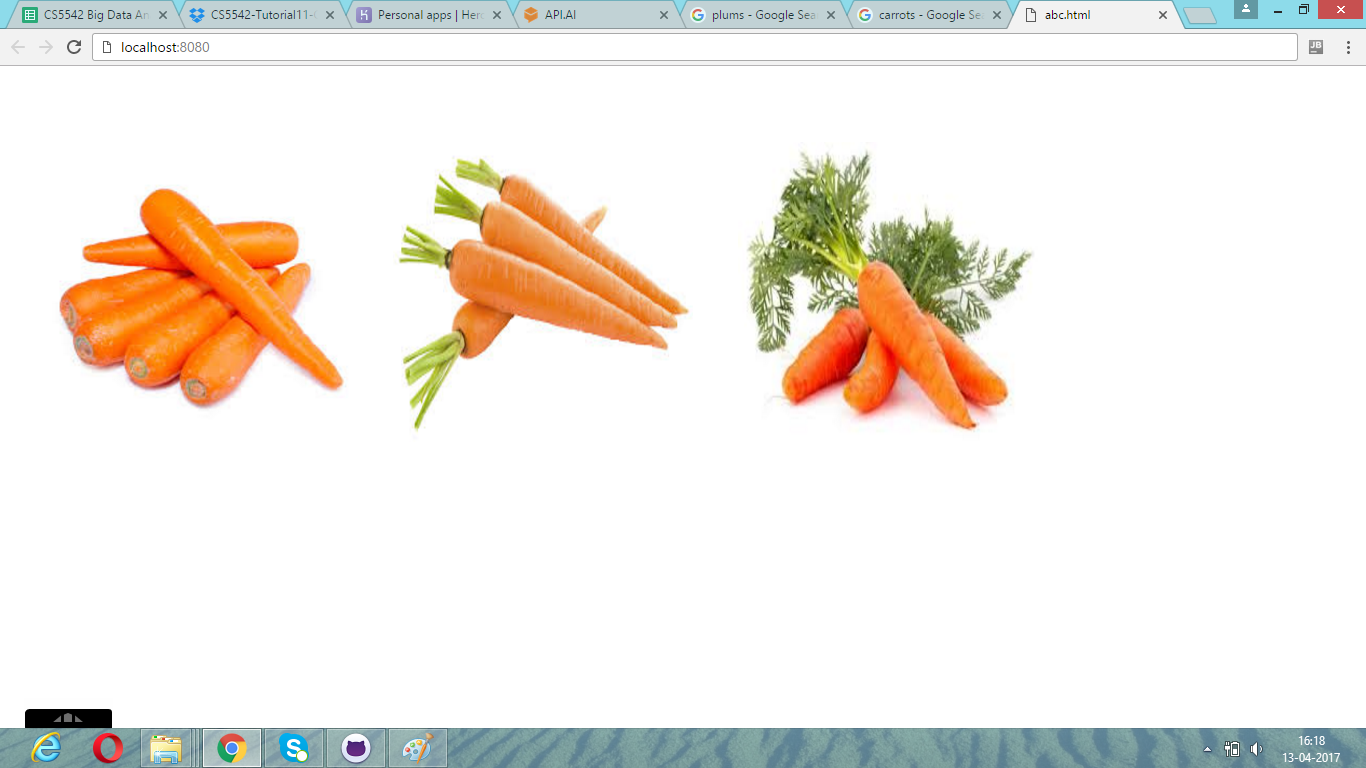 CS5542 Big Data An
CS5542-Tutorial11-
Personal apps | Her
API.AI
plums - Google Sea
carrots - Google Se
abc.html
localhost:8080
JB
16:18
13-04-2017